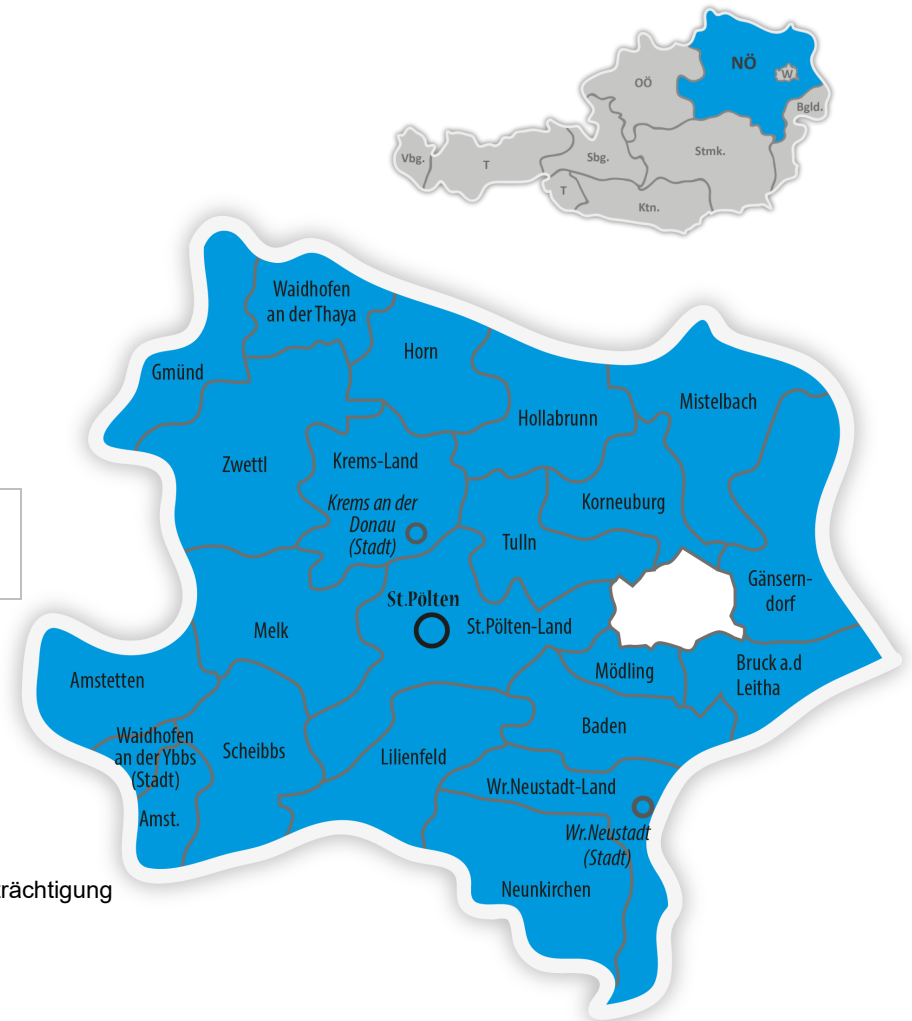 NÖ
W
OÖ
Bgld.
Vbg.
T
Sbg.
Stmk.
T
Ktn.
Waidhofen
an der Thaya
Gmünd
Horn
Mistelbach
Hollabrunn
Zwettl
Krems-Land
Korneuburg
Krems an der
Donau
(Stadt)
Tulln
Gänsern-
dorf
St.Pölten
St.Pölten-Land
Melk
Mödling
Bruck a.d
Leitha
Amstetten
Baden
Waidhofen
an der Ybbs
(Stadt)
Scheibbs
Lilienfeld
Wr.Neustadt-Land
Amst.
Wr.Neustadt
(Stadt)
Neunkirchen
trächtigung